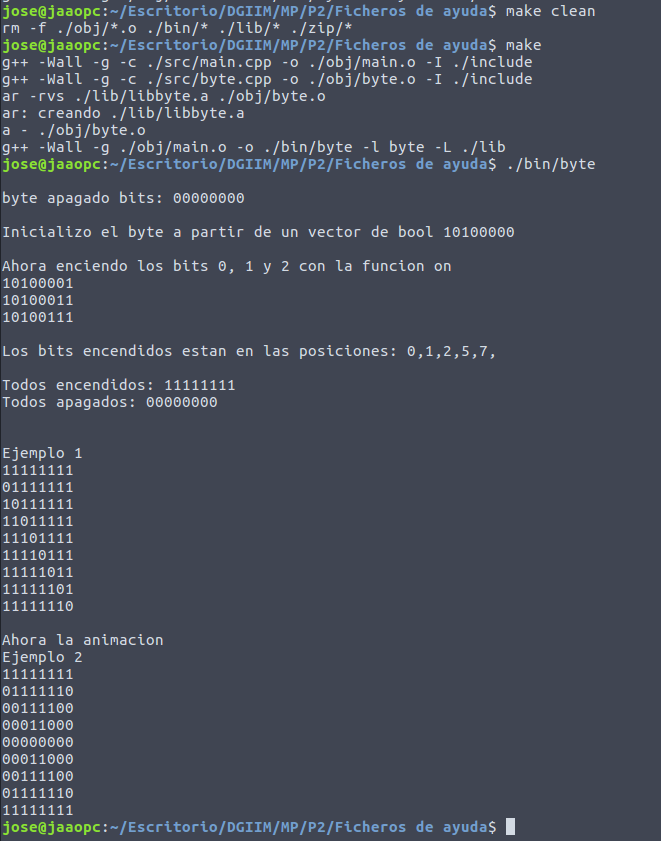 jose@jaaopc:~/Escritorio/DGIIM/MP/P2/Ficheros de ayuda$ make clean
rm -f ./obj/*.o ./bin/* ./lib/* ./zip/*
jose@jaaopc:~/Escritorio/DGIIM/MP/P2/Ficheros de ayuda$ make
g++ -Wall -g -c ./src/main.cpp -o ./obj/main.o -I ./include
g++ -Wall -g -c ./src/byte.cpp -o ./obj/byte.o -I ./include
ar -rvs ./lib/libbyte.a ./obj/byte.o
ar: creando ./lib/libbyte.a
a - ./obj/byte.o
g++ -Wall -g ./obj/main.o -o ./bin/byte -l byte -L ./lib
jose@jaaopc:~/Escritorio/DGIIM/MP/P2/Ficheros de ayuda$ ./bin/byte
byte apagado bits: 00000000
Inicializo el byte a partir de un vector de bool 10100000
Ahora enciendo los bits 0, 1 y 2 con la funcion on
10100001
10100011
10100111
Los bits encendidos estan en las posiciones: 0,1,2,5,7,
Todos encendidos: 11111111
Todos apagados: 00000000
Ejemplo 1
11111111
01111111
10111111
11011111
11101111
11110111
11111011
11111101
11111110
Ahora la animacion
Ejemplo 2
11111111
01111110
00111100
00011000
00000000
00011000
00111100
01111110
11111111
jose@jaaopc:~/Escritorio/DGIIM/MP/P2/Ficheros de ayuda$